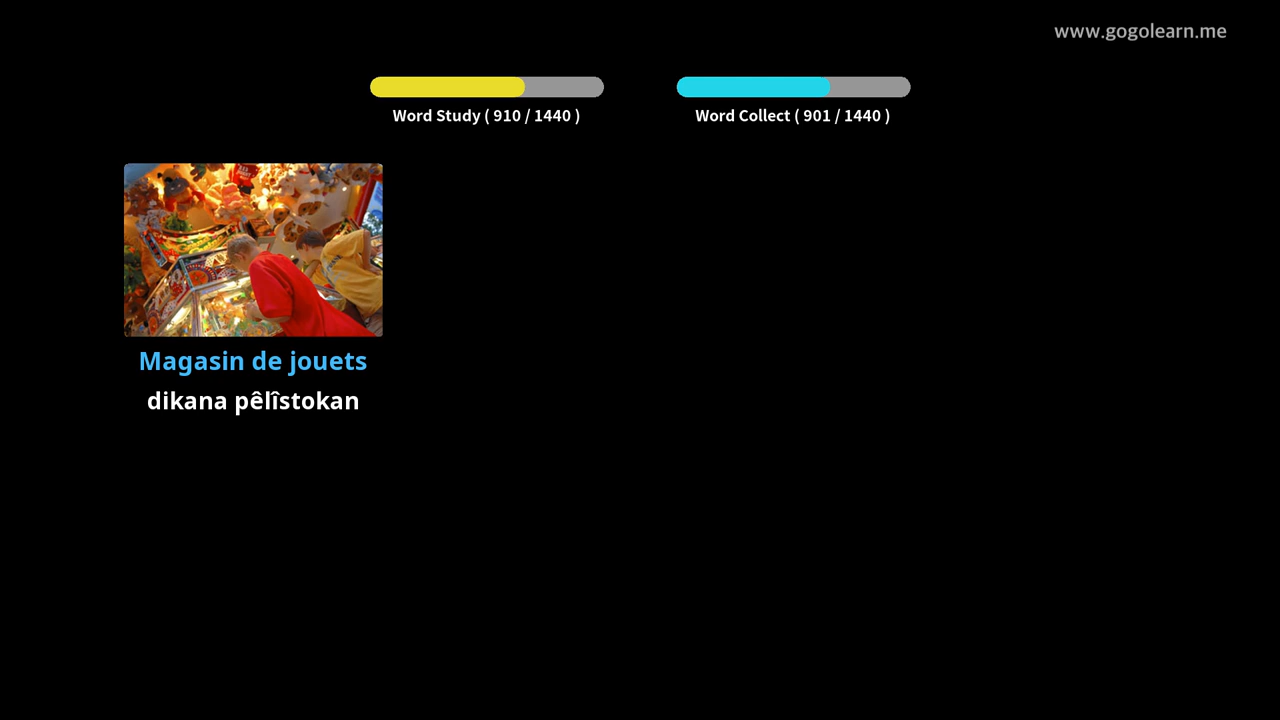 www.gogolearn.me
Word Study ( 910 / 1440 )
Word Collect ( 901 / 1440 )
Magasin de jouets
dikana pêlîstokan